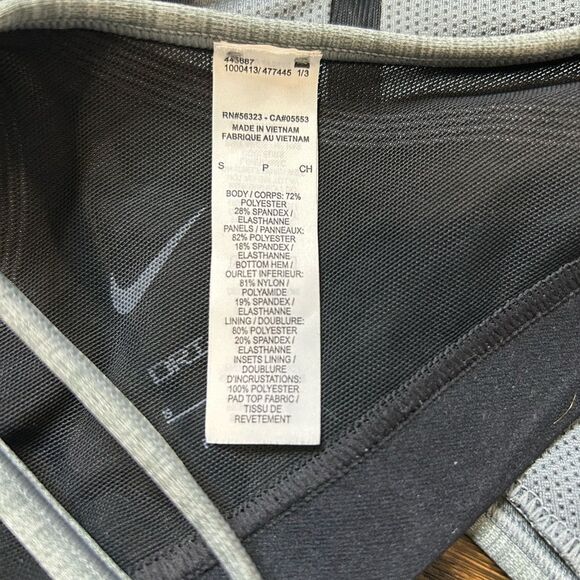 443887
1000413/ 477445 1/3
RN#56323 - CA#05553
MADE IN VIETNAM
FABRIQUE AU VIETNAM
S P CH
BODY / CORPS: 72%
POLYESTER
28% SPANDEX /
ELASTHANNE
PANELS / PANNEAUX:
82% POLYESTER
18% SPANDEX /
ELASTHANNE
BOTTOM HEM /
OURLET INFERIEUR:
81% NYLON /
POLYAMIDE
19% SPANDEX /
ELASTHANNE
LINING / DOUBLURE:
80% POLYESTER
20% SPANDEX /
ELASTHANNE
INSETS LINING /
DOUBLURE
D'INCRUSTATIONS:
100% POLYESTER
PAD TOP FABRIC /
TISSU DE
REVETEMENT
S